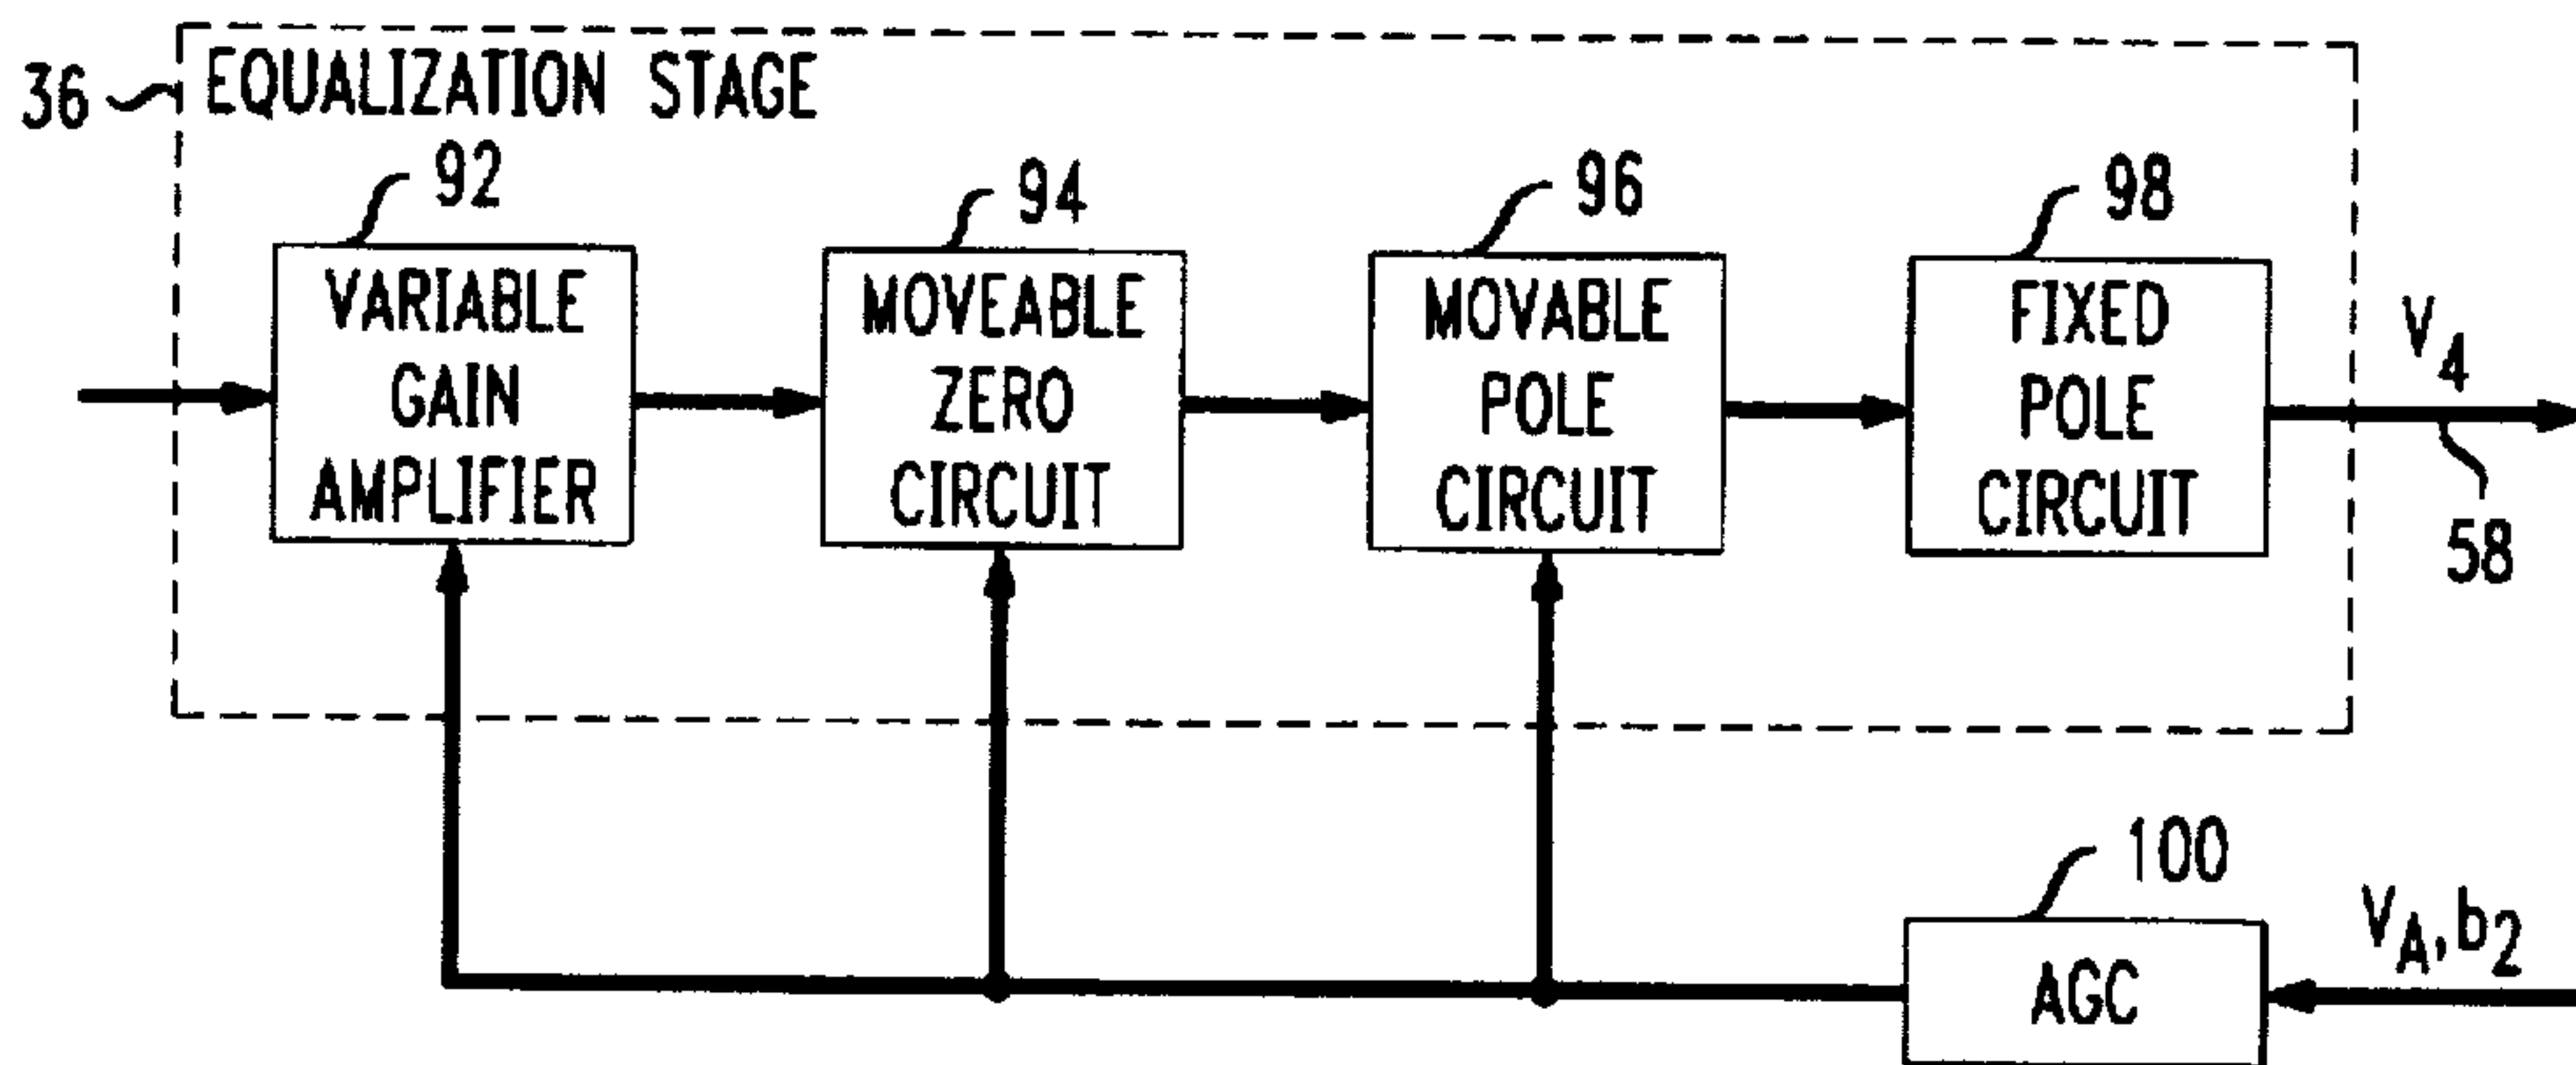 36
EQUALIZATION STAGE
92
94
96
98
VARIABLE
GAIN
AMPLIFIER
MOVEABLE
ZERO
CIRCUIT
MOVABLE
POLE
CIRCUIT
FIXED
POLE
CIRCUIT
V4
58
100
AGC
VA,b2